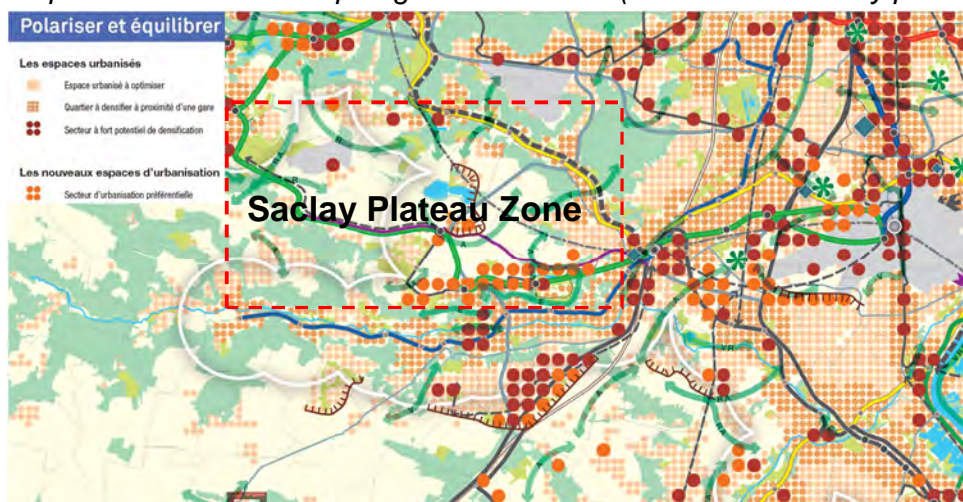 Polariser et équilibrer
Les espaces urbanisés
Espace urbanisé à optimiser
Quartier à densifier à proximité d'une gare
Secteur à fort potentiel de densification
Les nouveaux espaces d'urbanisation
Secteur d'urbanisation préférentielle
Saclay Plateau Zone